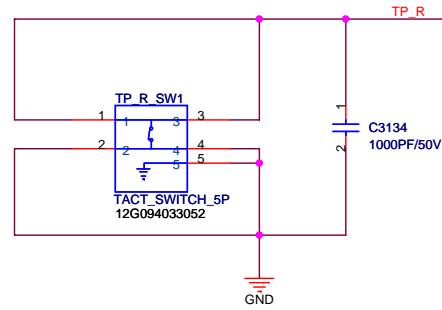 TP_R
TP_R_SW1
1 1 3 3
2 2 4 4
5 5
TACT_SWITCH_5P
12G094033052
1
C3134
1000PF/50V
2
GND